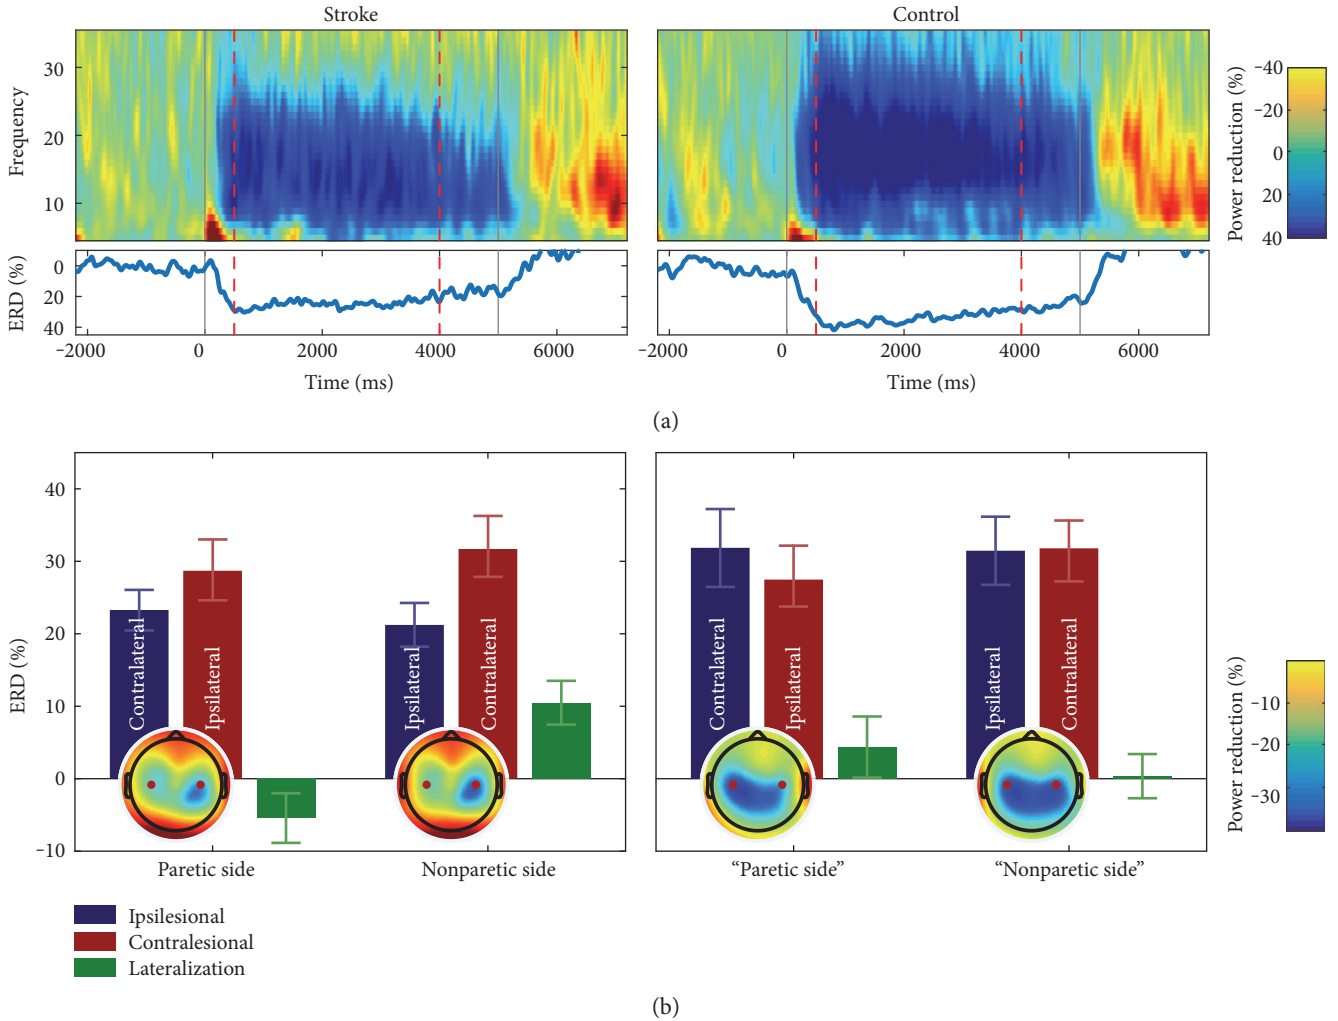 Stroke
Control
Frequency
30
20
10
Power reduction (%)
−40
−20
0
20
40
ERD (%)
0
20
40
−2000
0
2000
4000
6000
Time (ms)
−2000
0
2000
4000
6000
Time (ms)
(a)
ERD (%)
40
30
20
10
0
−10
Contralateral
Ipsilateral
Ipsilateral
Contralateral
Contralateral
Ipsilateral
Ipsilateral
Contralateral
Power reduction (%)
−10
−20
−30
Paretic side
Nonparetic side
“Paretic side”
“Nonparetic side”
Ipsilesional
Contralesional
Lateralization
(b)